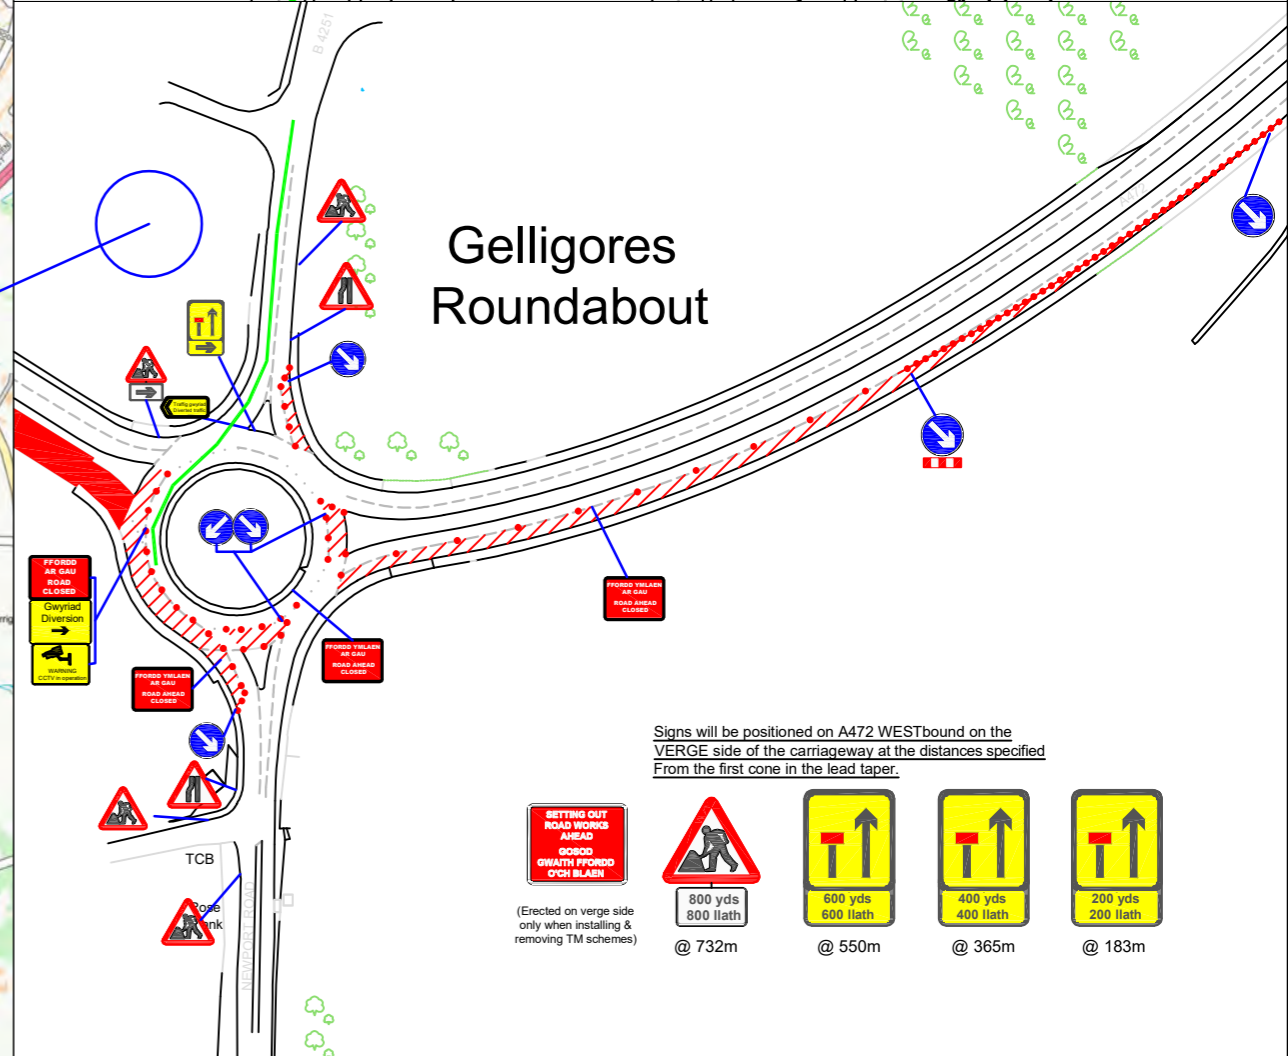 B 4251
Gelligores
Roundabout
A472
Traffig gwyriad
Diverted traffic
FFORDD
AR GAU
ROAD
CLOSED
Gwyriad
Diversion
WARNING
CCTV in operation
FFORDD YMLAEN
AR GAU
ROAD AHEAD
CLOSED
FFORDD YMLAEN
AR GAU
ROAD AHEAD
CLOSED
FFORDD YMLAEN
AR GAU
ROAD AHEAD
CLOSED
TCB
NEWPORT ROAD
Signs will be positioned on A472 WESTbound on the
VERGE side of the carriageway at the distances specified
From the first cone in the lead taper.
SETTING OUT
ROAD WORKS
AHEAD
GOSOD
GWAITH FFORDD
O'CH BLAEN
(Erected on verge side
only when installing &
removing TM schemes)
800 yds
800 llath
@ 732m
600 yds
600 llath
@ 550m
400 yds
400 llath
@ 365m
200 yds
200 llath
@ 183m